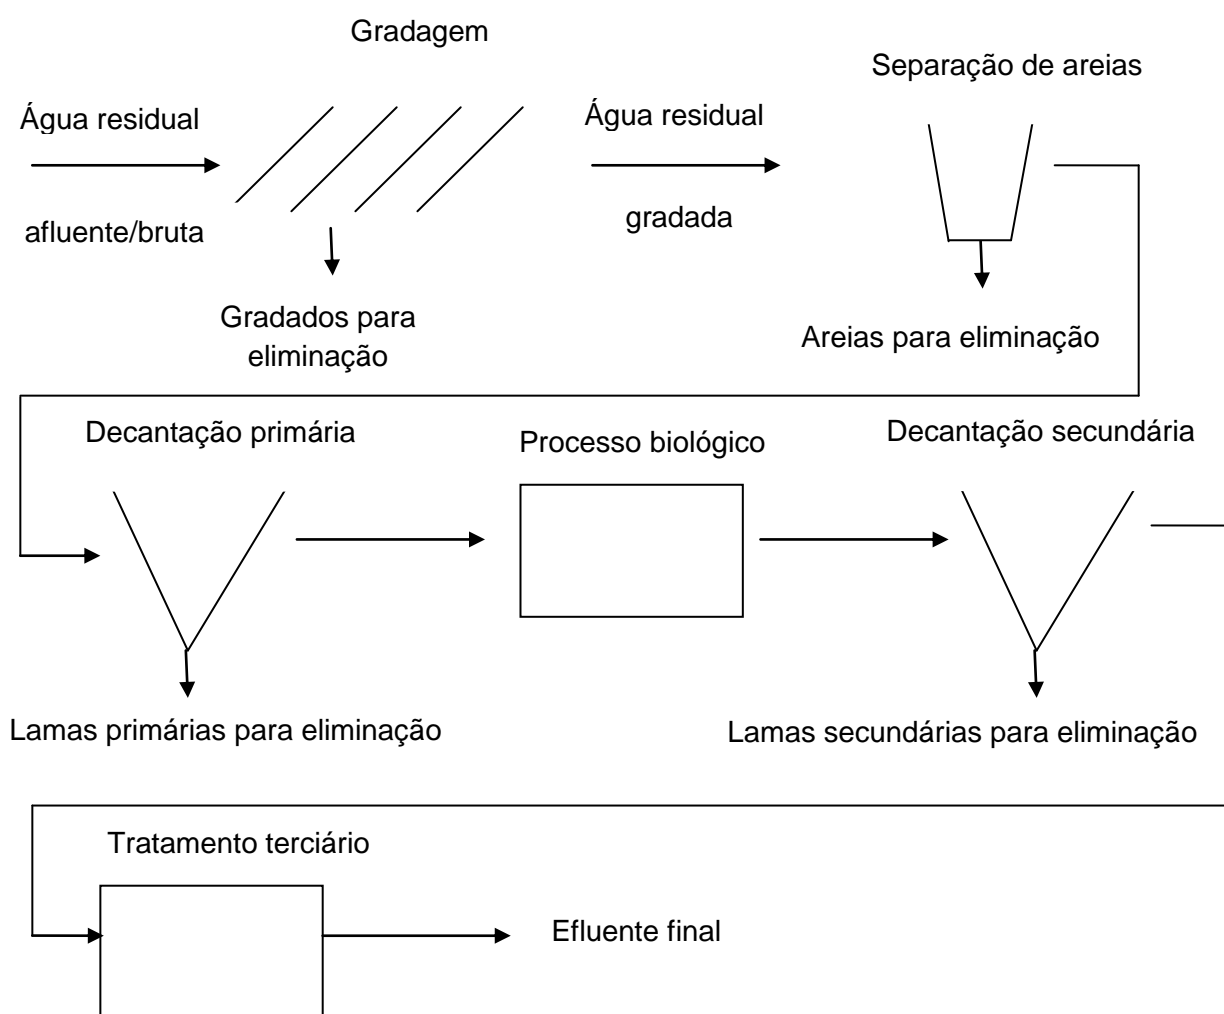 Gradagem
Separação de areias
Água residual
afluente/bruta
Água residual
gradada
Gradados para
eliminação
Areias para eliminação
Decantação primária
Processo biológico
Decantação secundária
Lamas primárias para eliminação
Lamas secundárias para eliminação
Tratamento terciário
Efluente final